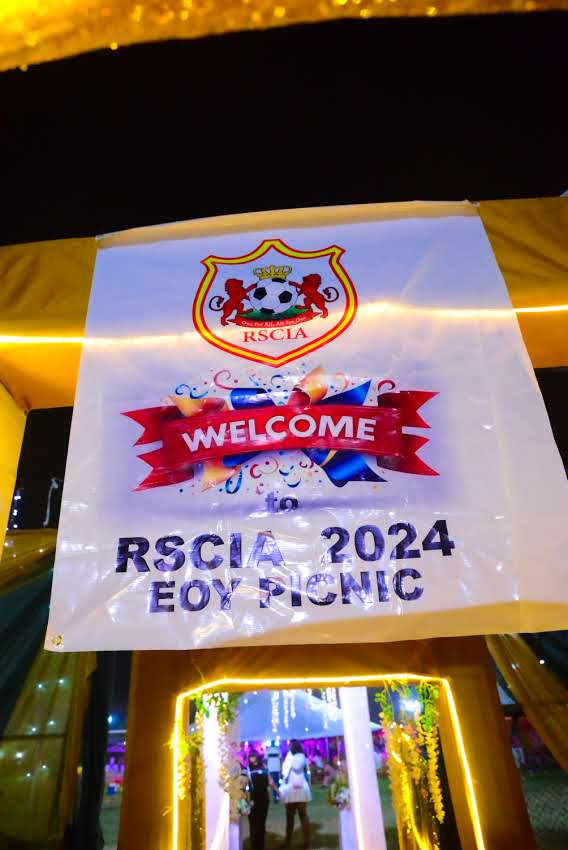 One for All, All For One
RSCIA
WELCOME
to
RSCIA 2024
EOY PICNIC